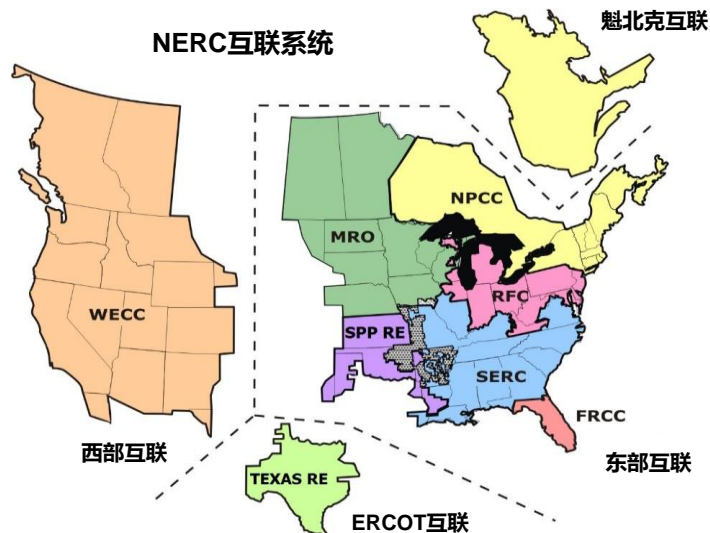 魁北克互联
NERC互联系统
NPCC
MRO
RFC
WECC
SPP RE
SERC
FRCC
西部互联
东部互联
TEXAS RE
ERCOT互联